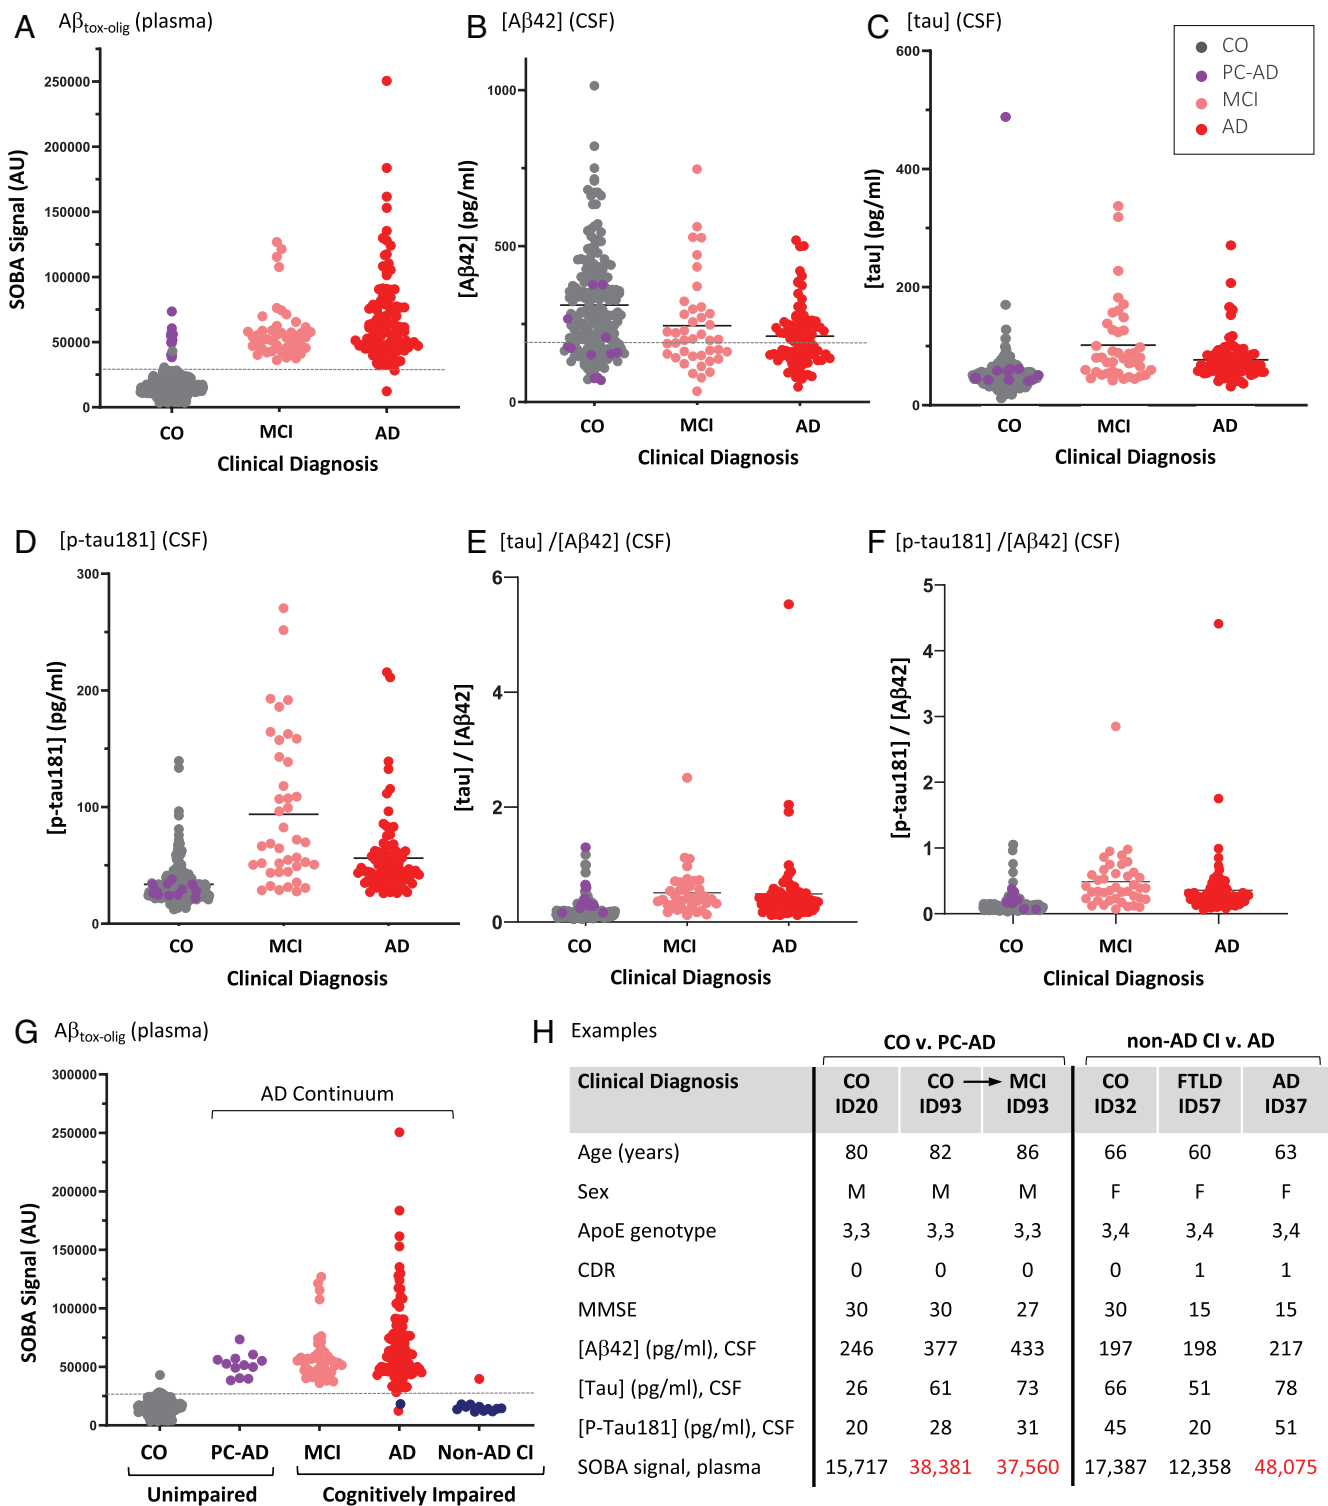 A Aβtox-olig (plasma)
SOBA Signal (AU)
250000
200000
150000
100000
50000
0
CO MCI AD
Clinical Diagnosis
B [Aβ42] (CSF)
[Aβ42] (pg/ml)
1000
500
0
CO MCI AD
Clinical Diagnosis
C [tau] (CSF)
[tau] (pg/ml)
600
400
200
0
CO MCI AD
Clinical Diagnosis
CO
PC-AD
MCI
AD
D [p-tau181] (CSF)
[p-tau181] (pg/ml)
300
200
100
0
CO MCI AD
Clinical Diagnosis
E [tau] /[Aβ42] (CSF)
[tau] / [Aβ42]
6
4
2
0
CO MCI AD
Clinical Diagnosis
F [p-tau181] /[Aβ42] (CSF)
[p-tau181] / [Aβ42]
5
4
3
2
1
0
CO MCI AD
Clinical Diagnosis
G Aβtox-olig (plasma)
SOBA Signal (AU)
300000
250000
200000
150000
100000
50000
0
AD Continuum
CO PC-AD MCI AD Non-AD CI
Unimpaired Cognitively Impaired
H Examples
CO v. PC-AD non-AD CI v. AD
Clinical Diagnosis CO CO → MCI CO FTLD AD
ID20 ID93 ID93 ID32 ID57 ID37
Age (years) 80 82 86 66 60 63
Sex M M M F F F
ApoE genotype 3,3 3,3 3,3 3,4 3,4 3,4
CDR 0 0 0 0 1 1
MMSE 30 30 27 30 15 15
[Aβ42] (pg/ml), CSF 246 377 433 197 198 217
[Tau] (pg/ml), CSF 26 61 73 66 51 78
[P-Tau181] (pg/ml), CSF 20 28 31 45 20 51
SOBA signal, plasma 15,717 38,381 37,560 17,387 12,358 48,075